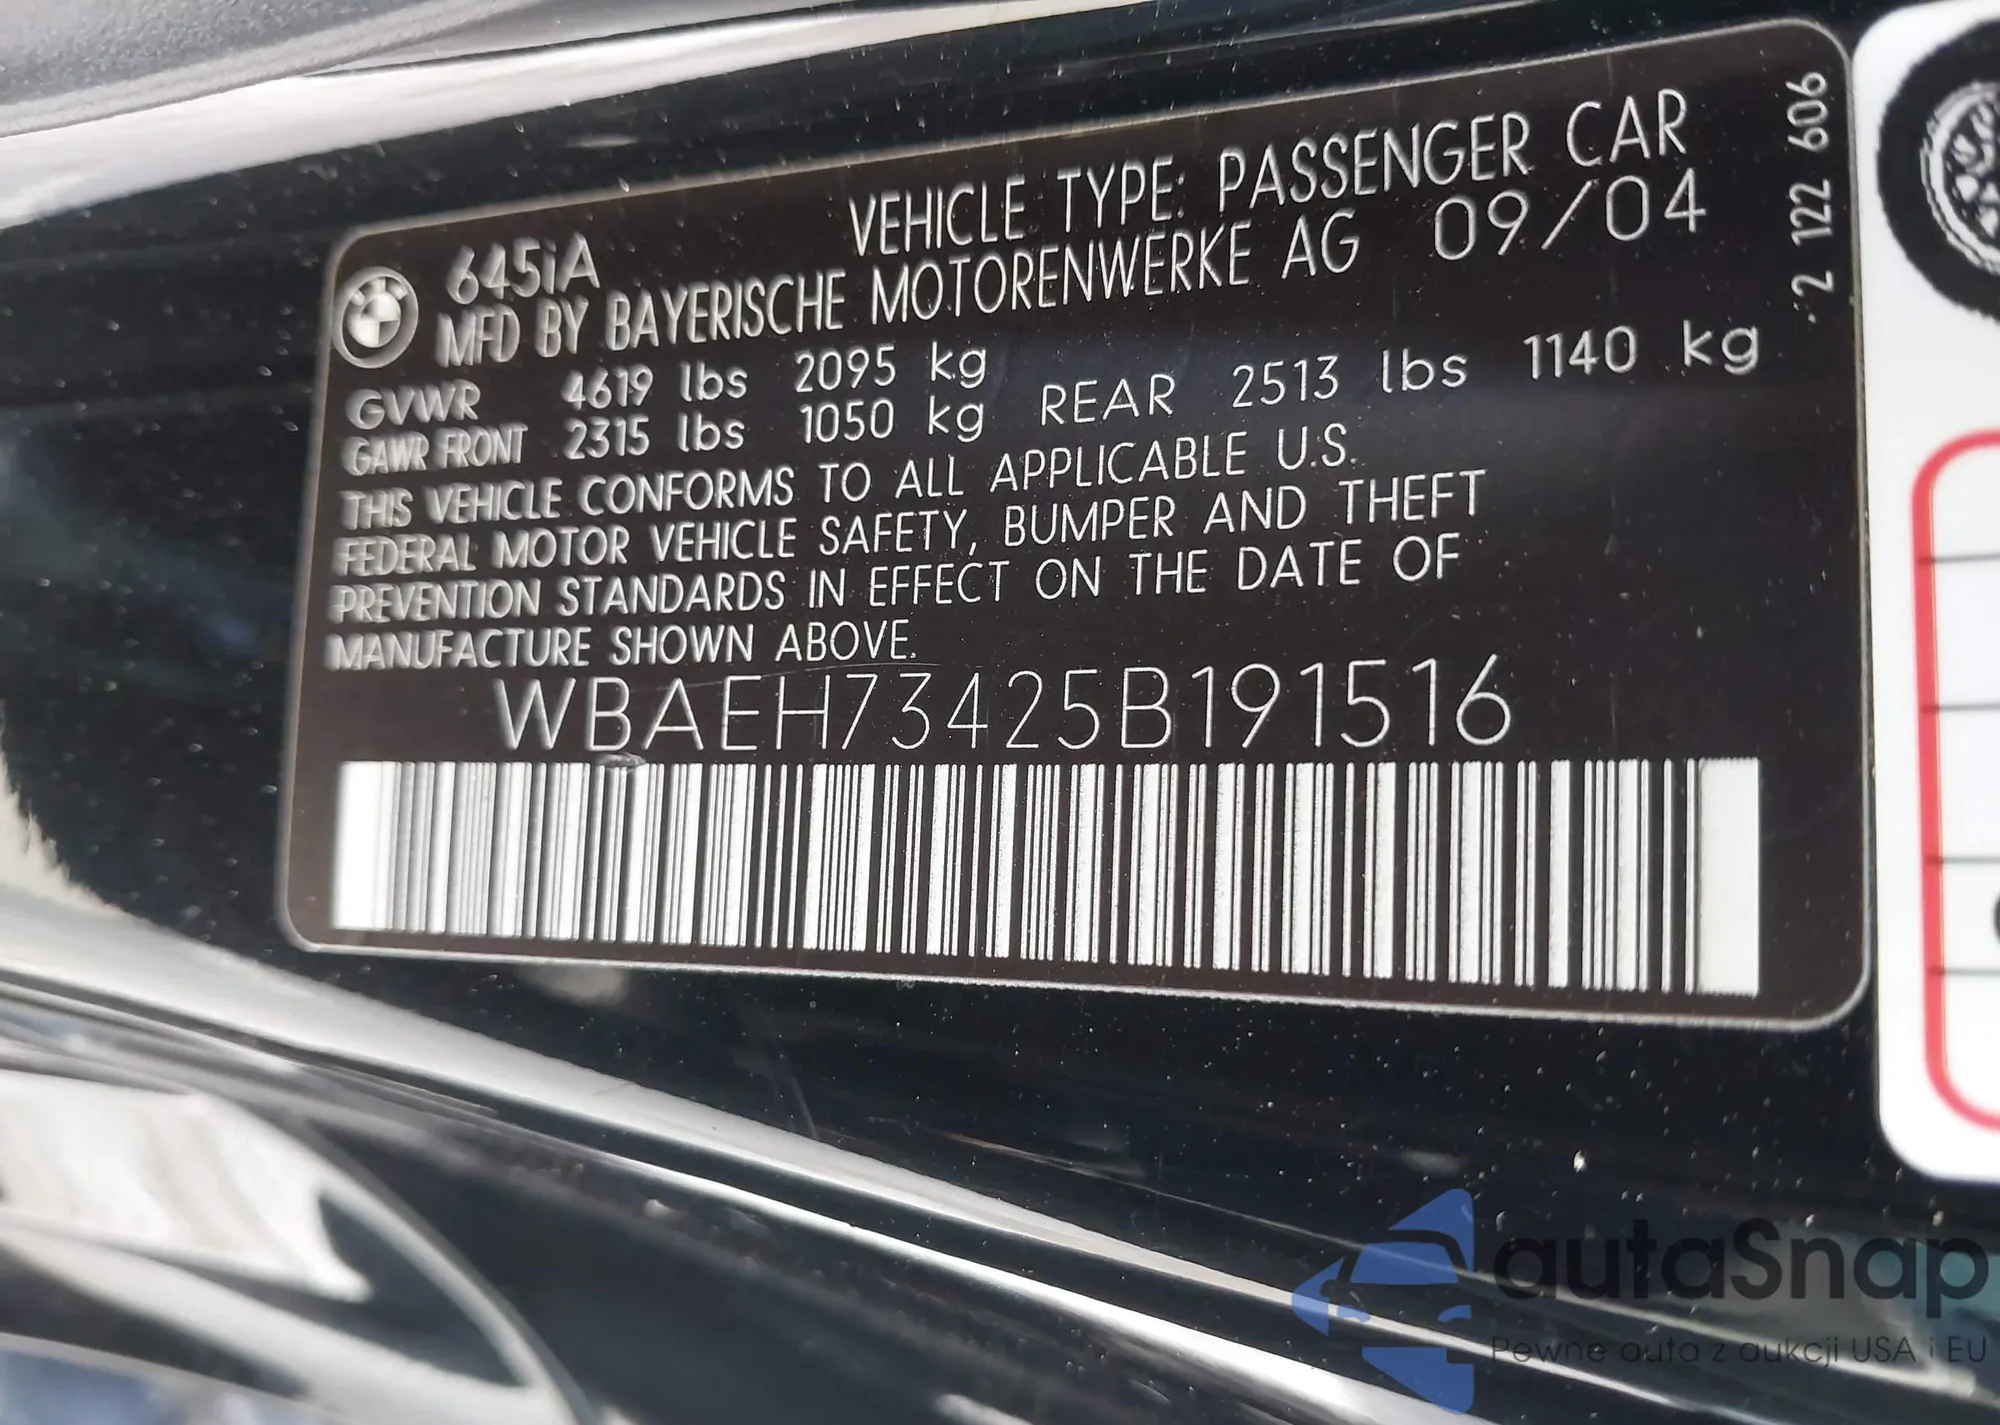 645iA VEHICLE TYPE: PASSENGER CAR
MFD BY BAYERISCHE MOTORENWERKE AG 09/04
GVWR 4619 lbs 2095 kg
GAWR FRONT 2315 lbs 1050 kg REAR 2513 lbs 1140 kg
THIS VEHICLE CONFORMS TO ALL APPLICABLE U.S.
FEDERAL MOTOR VEHICLE SAFETY, BUMPER AND THEFT
PREVENTION STANDARDS IN EFFECT ON THE DATE OF
MANUFACTURE SHOWN ABOVE.
WBAEH73425B191516
2 122 606
autaSnap
Pewne auta z aukcji USA i EU